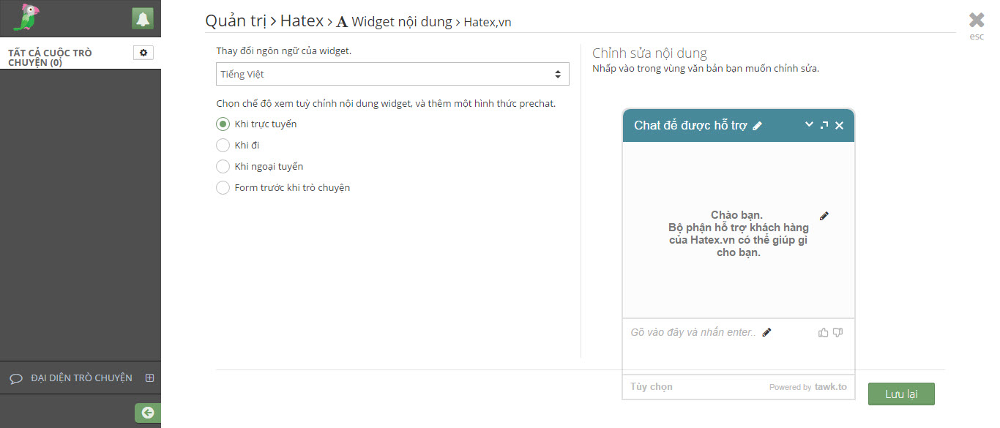 Quản trị > Hatex > A Widget nội dung > Hatex,vn
esc
TẤT CẢ CUỘC TRÒ
CHUYỆN (0)
Thay đổi ngôn ngữ của widget.
Tiếng Việt
Chọn chế độ xem tuỳ chỉnh nội dung widget, và thêm một hình thức prechat.
Khi trực tuyến
Khi đi
Khi ngoại tuyến
Form trước khi trò chuyện
Chỉnh sửa nội dung
Nhấp vào trong vùng văn bản bạn muốn chỉnh sửa.
Chat để được hỗ trợ
Chào bạn.
Bộ phận hỗ trợ khách hàng
của Hatex.vn có thể giúp gì
cho bạn.
Gõ vào đây và nhấn enter..
Tùy chọn
Powered by tawk.to
ĐẠI DIỆN TRÒ CHUYỆN
Lưu lại